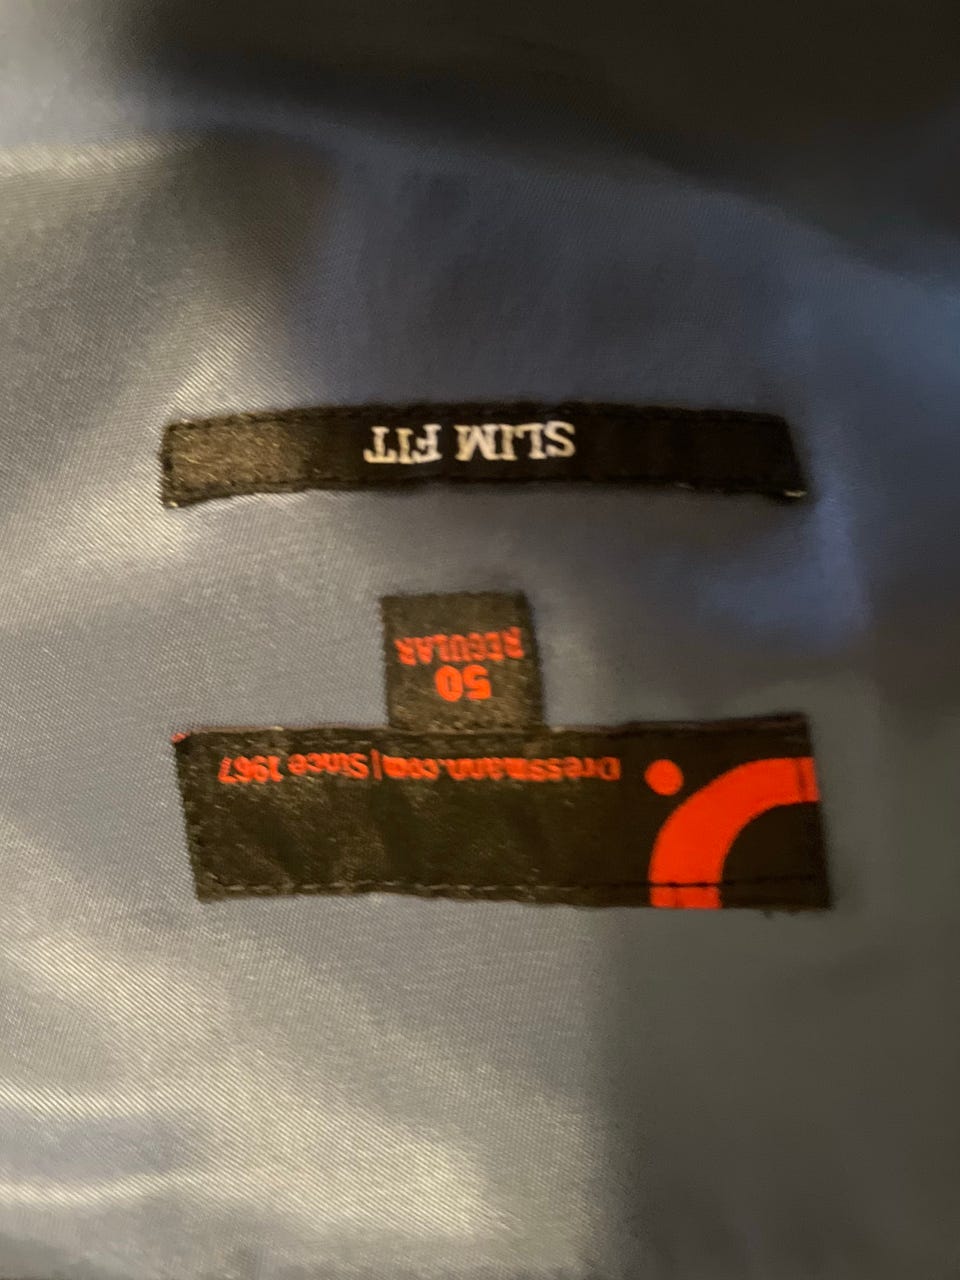 Dressmann.com|Since 1967
50
REGULAR
SLIM FIT